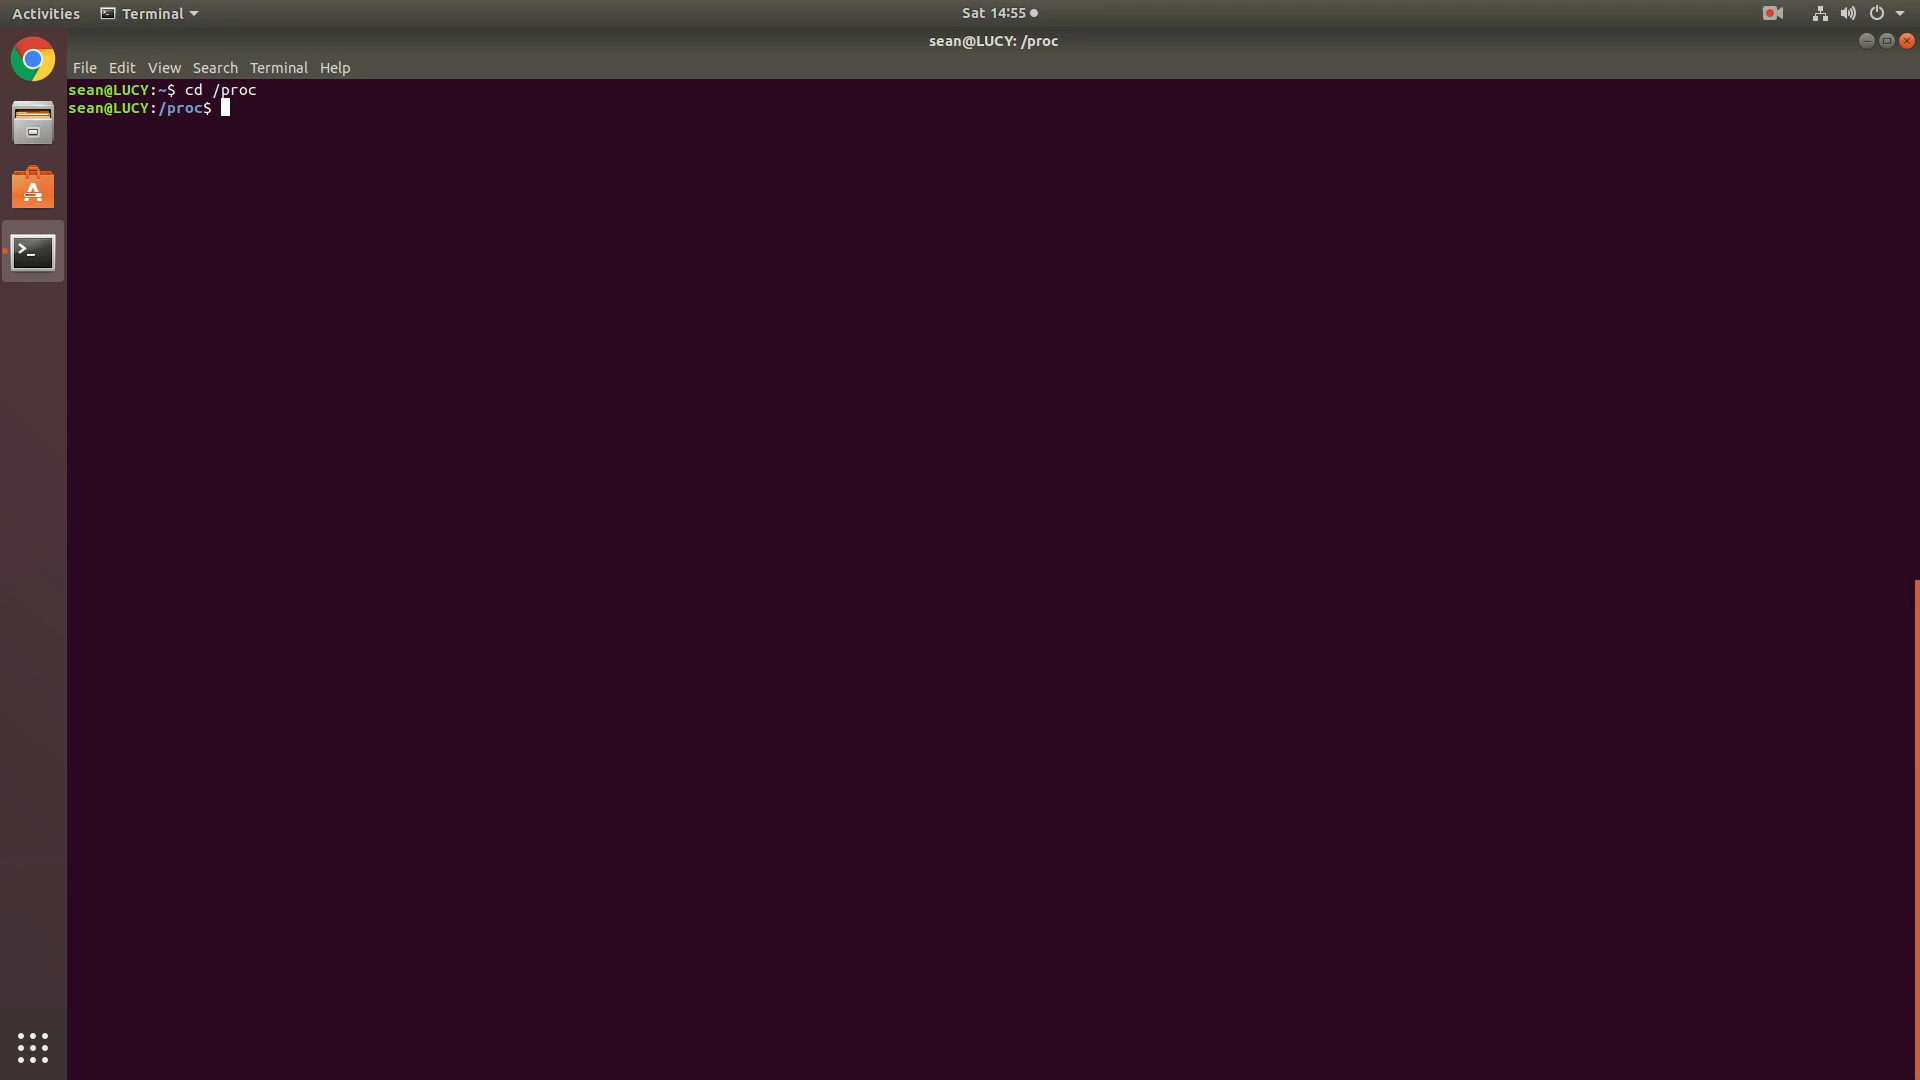 Activities Terminal Sat 14:55
sean@LUCY: /proc
File Edit View Search Terminal Help
sean@LUCY:~$ cd /proc
sean@LUCY:/proc$